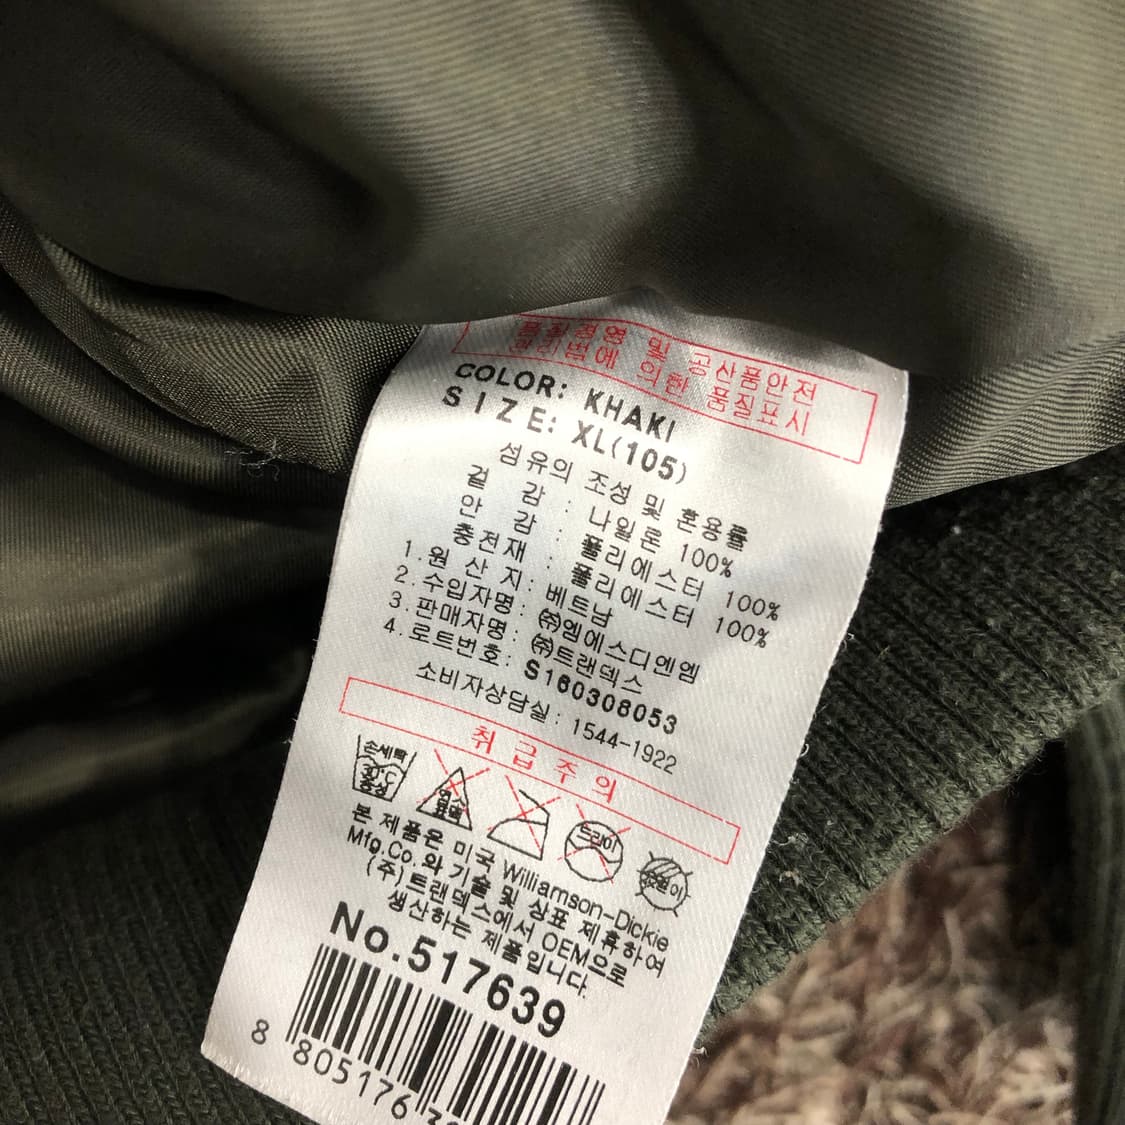 품질경영 및 공산품안전
관리법에 의한 품질표시
COLOR: KHAKI
SIZE: XL(105)
섬유의 조성 및 혼용률
겉 감 : 나일론 100%
안 감 : 폴리에스터 100%
충전재 : 폴리에스터 100%
1.원 산 지: 베트남
2.수입자명: ㈜엠에스디엔엠
3.판매자명: ㈜트랜덱스
4.로트번호: S160308053
소비자상담실: 1544-1922
취급주의
손세탁
30°C
중성
염소
표백
드라이
본 제품은 미국 Williamson-Dickie
Mfg.Co.와 기술및 상표 제휴하여
(주)트랜덱스에서 OEM으로
생산하는 제품입니다.
No.517639
8 805176